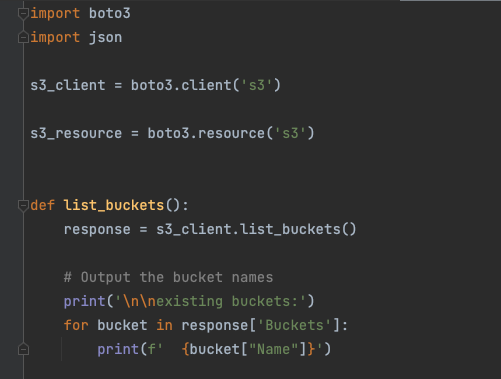 import boto3
import json
s3_client = boto3.client('s3')
s3_resource = boto3.resource('s3')
def list_buckets():
    response = s3_client.list_buckets()
    # Output the bucket names
    print('\n\nexisting buckets:')
    for bucket in response['Buckets']:
        print(f'  {bucket["Name"]}')